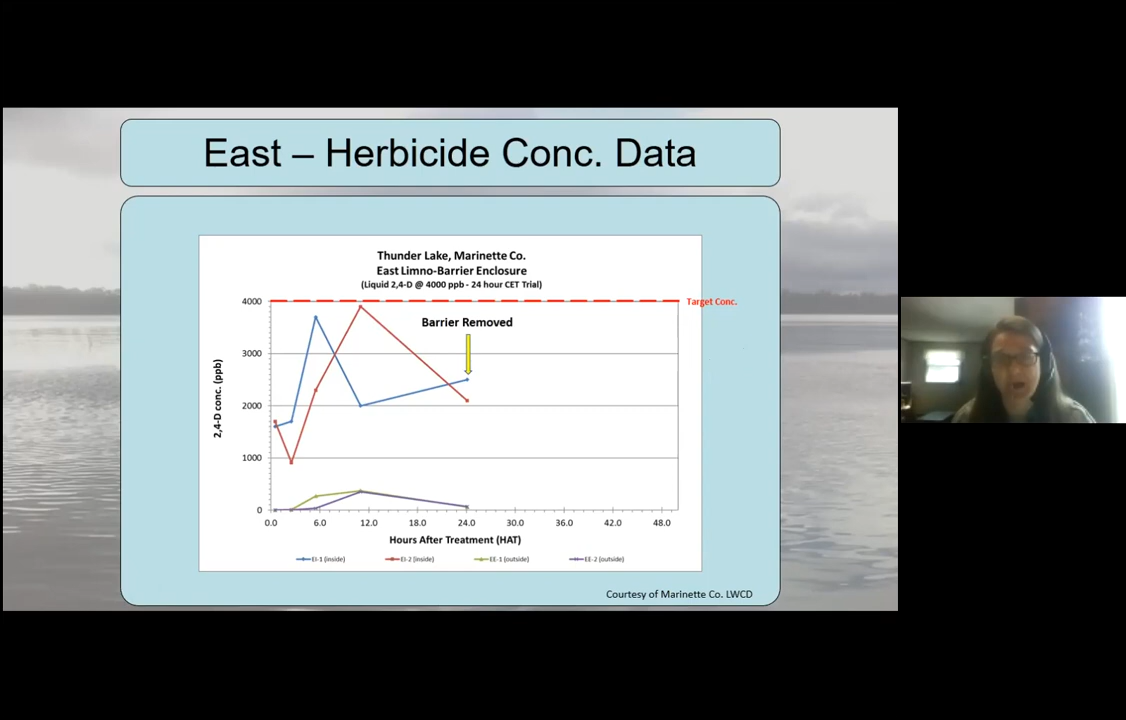 East – Herbicide Conc. Data
Thunder Lake, Marinette Co.
East Limno-Barrier Enclosure
(Liquid 2,4-D @ 4000 ppb - 24 hour CET Trial)
4000
Target Conc.
Barrier Removed
3000
2,4-D conc. (ppb)
2000
1000
0
0.0 6.0 12.0 18.0 24.0 30.0 36.0 42.0 48.0
Hours After Treatment (HAT)
EI-1 (inside) EI-2 (inside) EE-1 (outside) EE-2 (outside)
Courtesy of Marinette Co. LWCD